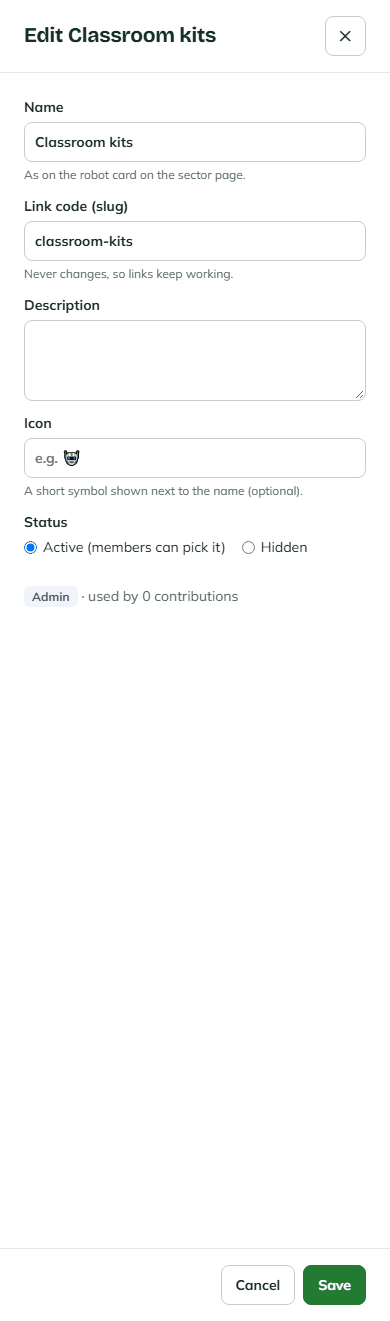 Edit Classroom kits
Name
Classroom kits
As on the robot card on the sector page.
Link code (slug)
classroom-kits
Never changes, so links keep working.
Description
Icon
e.g. 🤖
A short symbol shown next to the name (optional).
Status
Active (members can pick it) Hidden
Admin · used by 0 contributions
Cancel Save